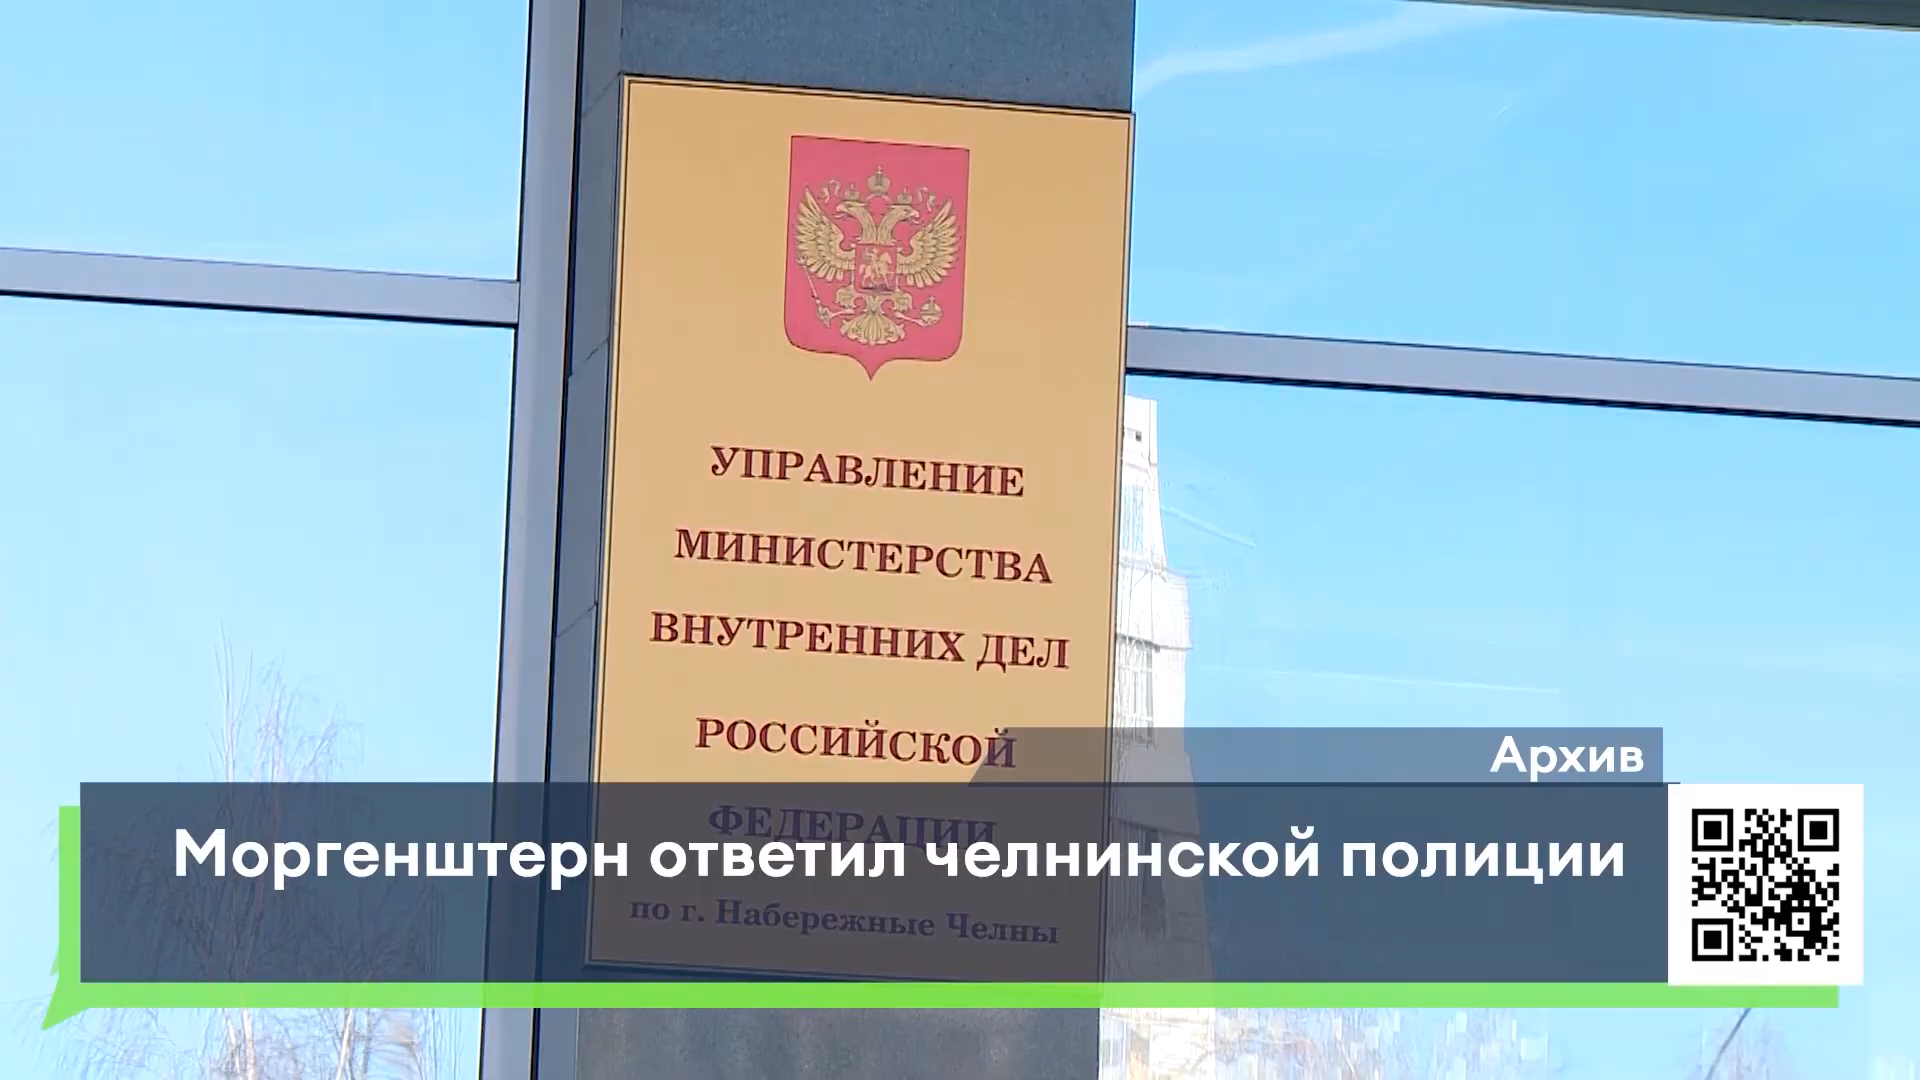 УПРАВЛЕНИЕ
МИНИСТЕРСТВА
ВНУТРЕННИХ ДЕЛ
РОССИЙСКОЙ
ФЕДЕРАЦИИ
по г. Набережные Челны
Архив
Моргенштерн ответил челнинской полиции